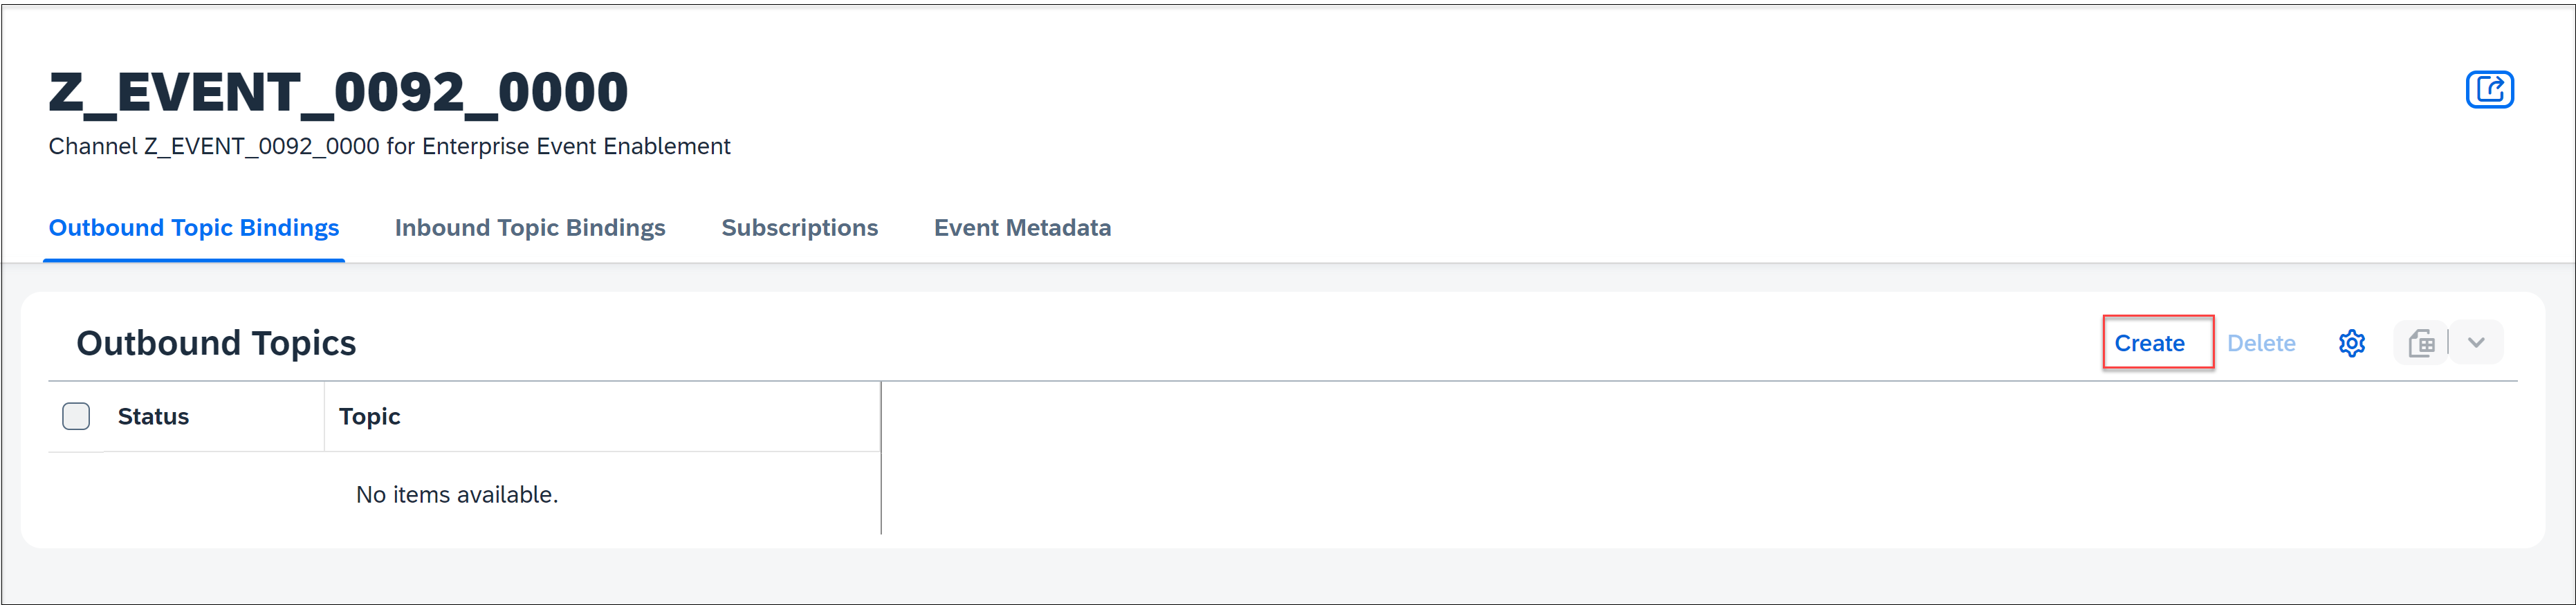 Z_EVENT_0092_0000
Channel Z_EVENT_0092_0000 for Enterprise Event Enablement
Outbound Topic Bindings Inbound Topic Bindings Subscriptions Event Metadata
Outbound Topics Create Delete
Status Topic
No items available.